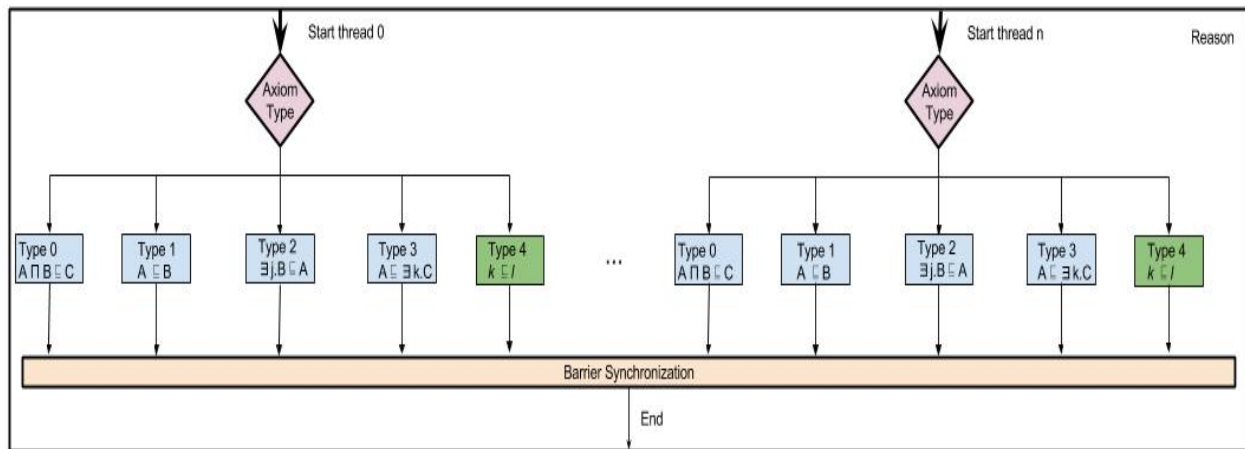 Start thread 0
Start thread n
Reason
Axiom
Type
Axiom
Type
Type 0
A ⊓ B ⊑ C
Type 1
A ⊑ B
Type 2
∃ j.B ⊑ A
Type 3
A ⊑ ∃ k.C
Type 4
k ⊑ l
...
Type 0
A ⊓ B ⊑ C
Type 1
A ⊑ B
Type 2
∃ j.B ⊑ A
Type 3
A ⊑ ∃ k.C
Type 4
k ⊑ l
Barrier Synchronization
End